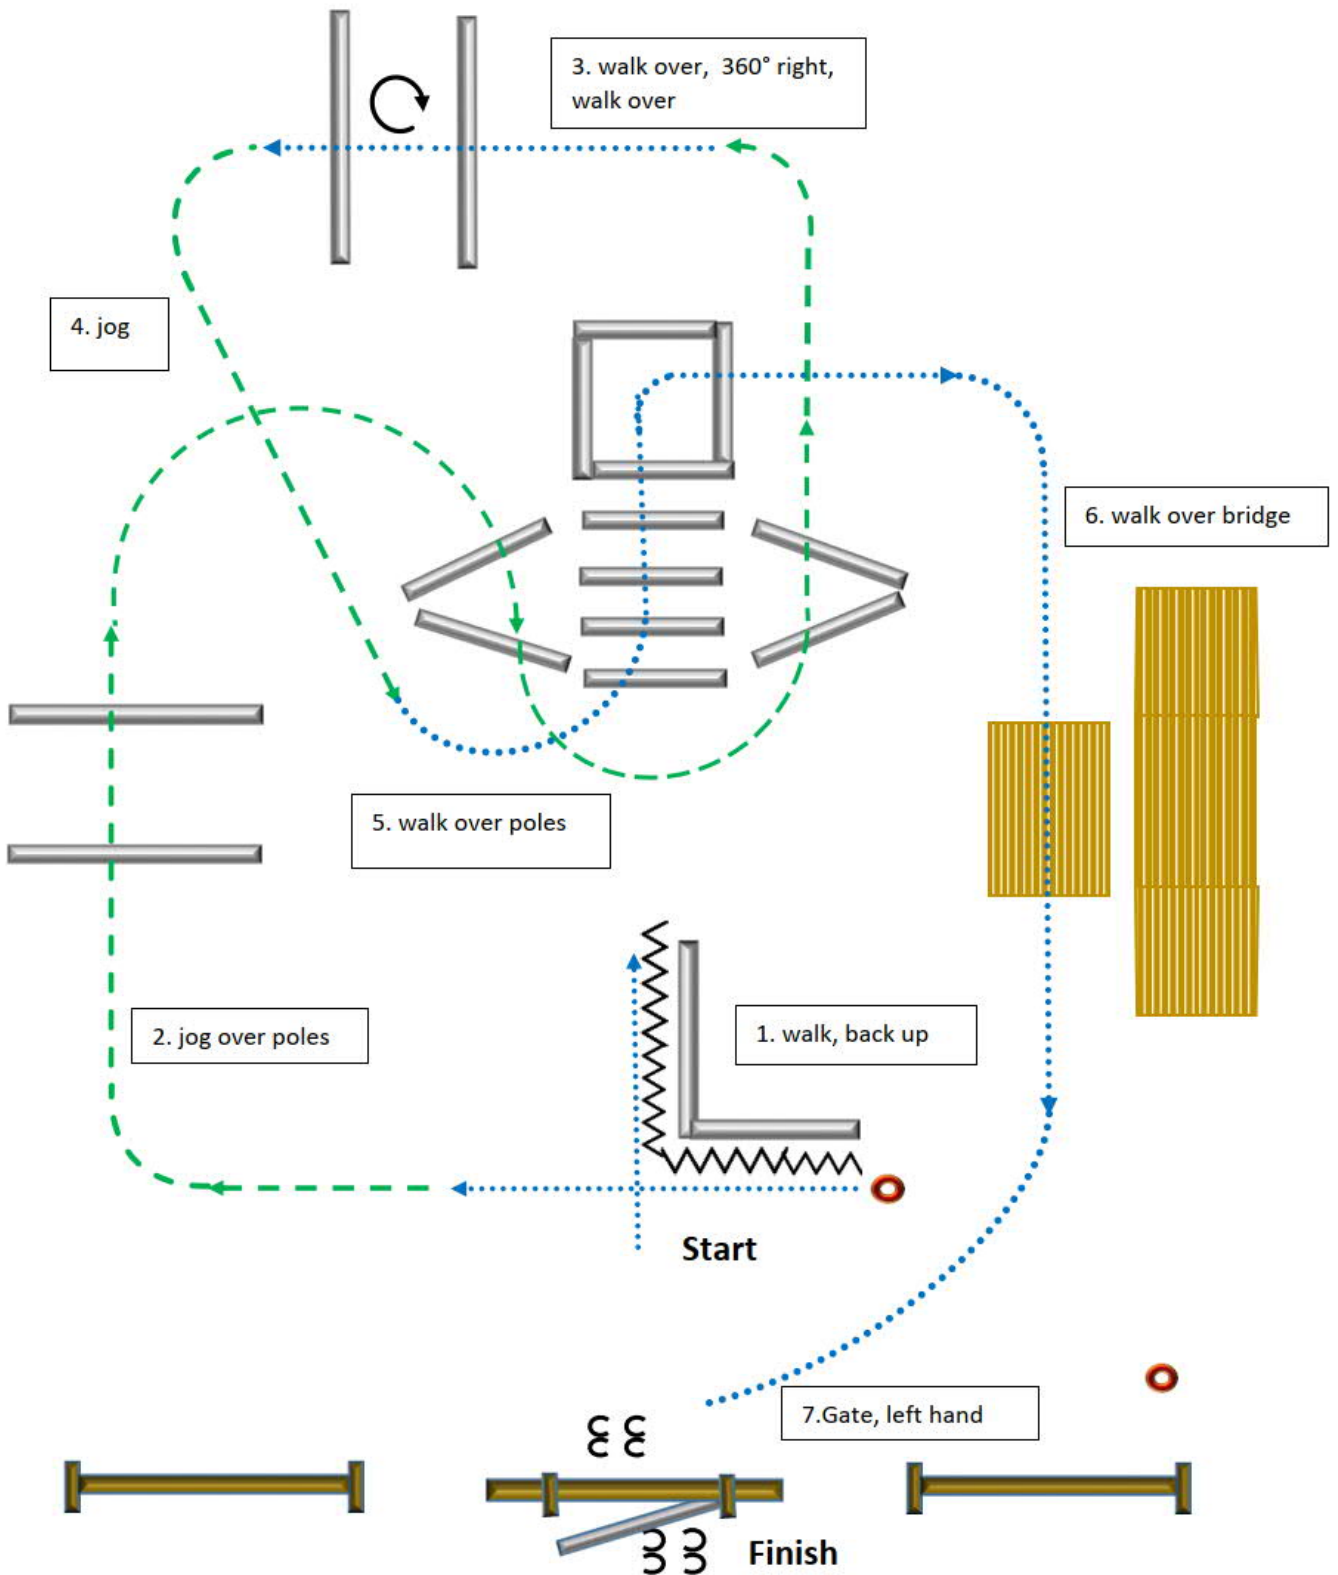 3. walk over,  360° right,
walk over
4. jog
6. walk over bridge
5. walk over poles
2. jog over poles
1. walk, back up
Start
7.Gate, left hand
Finish